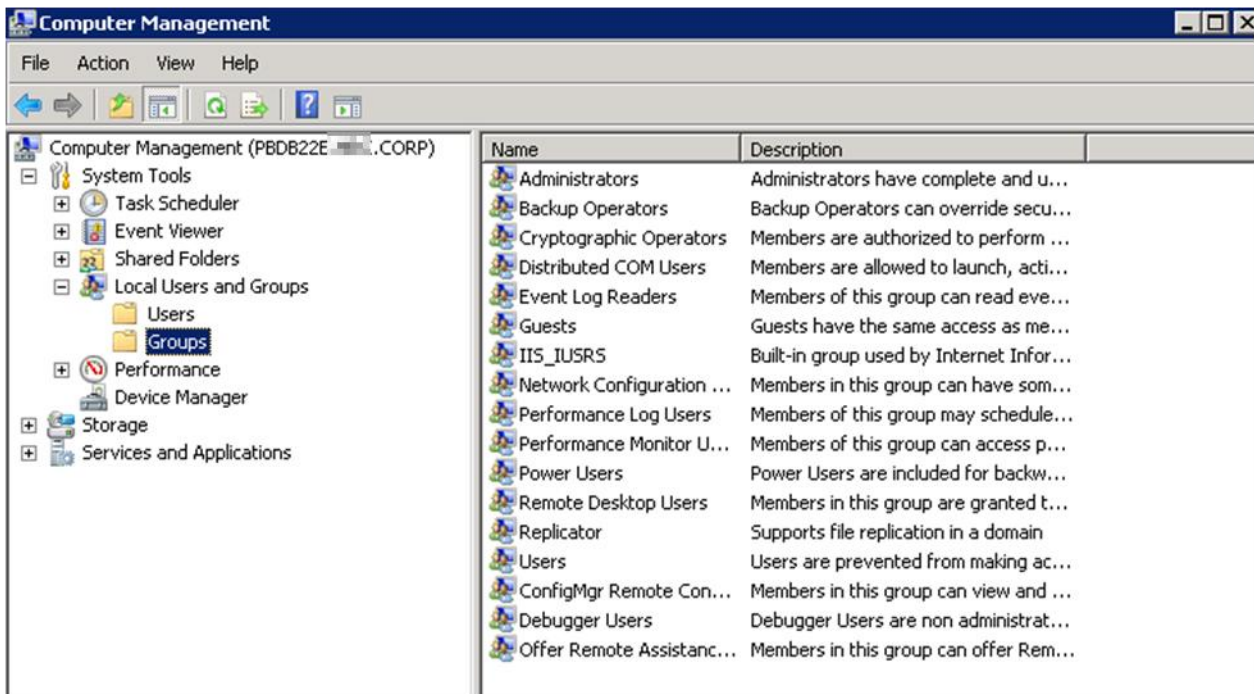 Computer Management
File Action View Help
Computer Management (PBDB22E .CORP)
System Tools
Task Scheduler
Event Viewer
Shared Folders
Local Users and Groups
Users
Groups
Performance
Device Manager
Storage
Services and Applications
Name Description
Administrators Administrators have complete and u...
Backup Operators Backup Operators can override secu...
Cryptographic Operators Members are authorized to perform ...
Distributed COM Users Members are allowed to launch, acti...
Event Log Readers Members of this group can read eve...
Guests Guests have the same access as me...
IIS_IUSRS Built-in group used by Internet Infor...
Network Configuration ... Members in this group can have som...
Performance Log Users Members of this group may schedule...
Performance Monitor U... Members of this group can access p...
Power Users Power Users are included for backw...
Remote Desktop Users Members in this group are granted t...
Replicator Supports file replication in a domain
Users Users are prevented from making ac...
ConfigMgr Remote Con... Members in this group can view and ...
Debugger Users Debugger Users are non administrat...
Offer Remote Assistanc... Members in this group can offer Rem...